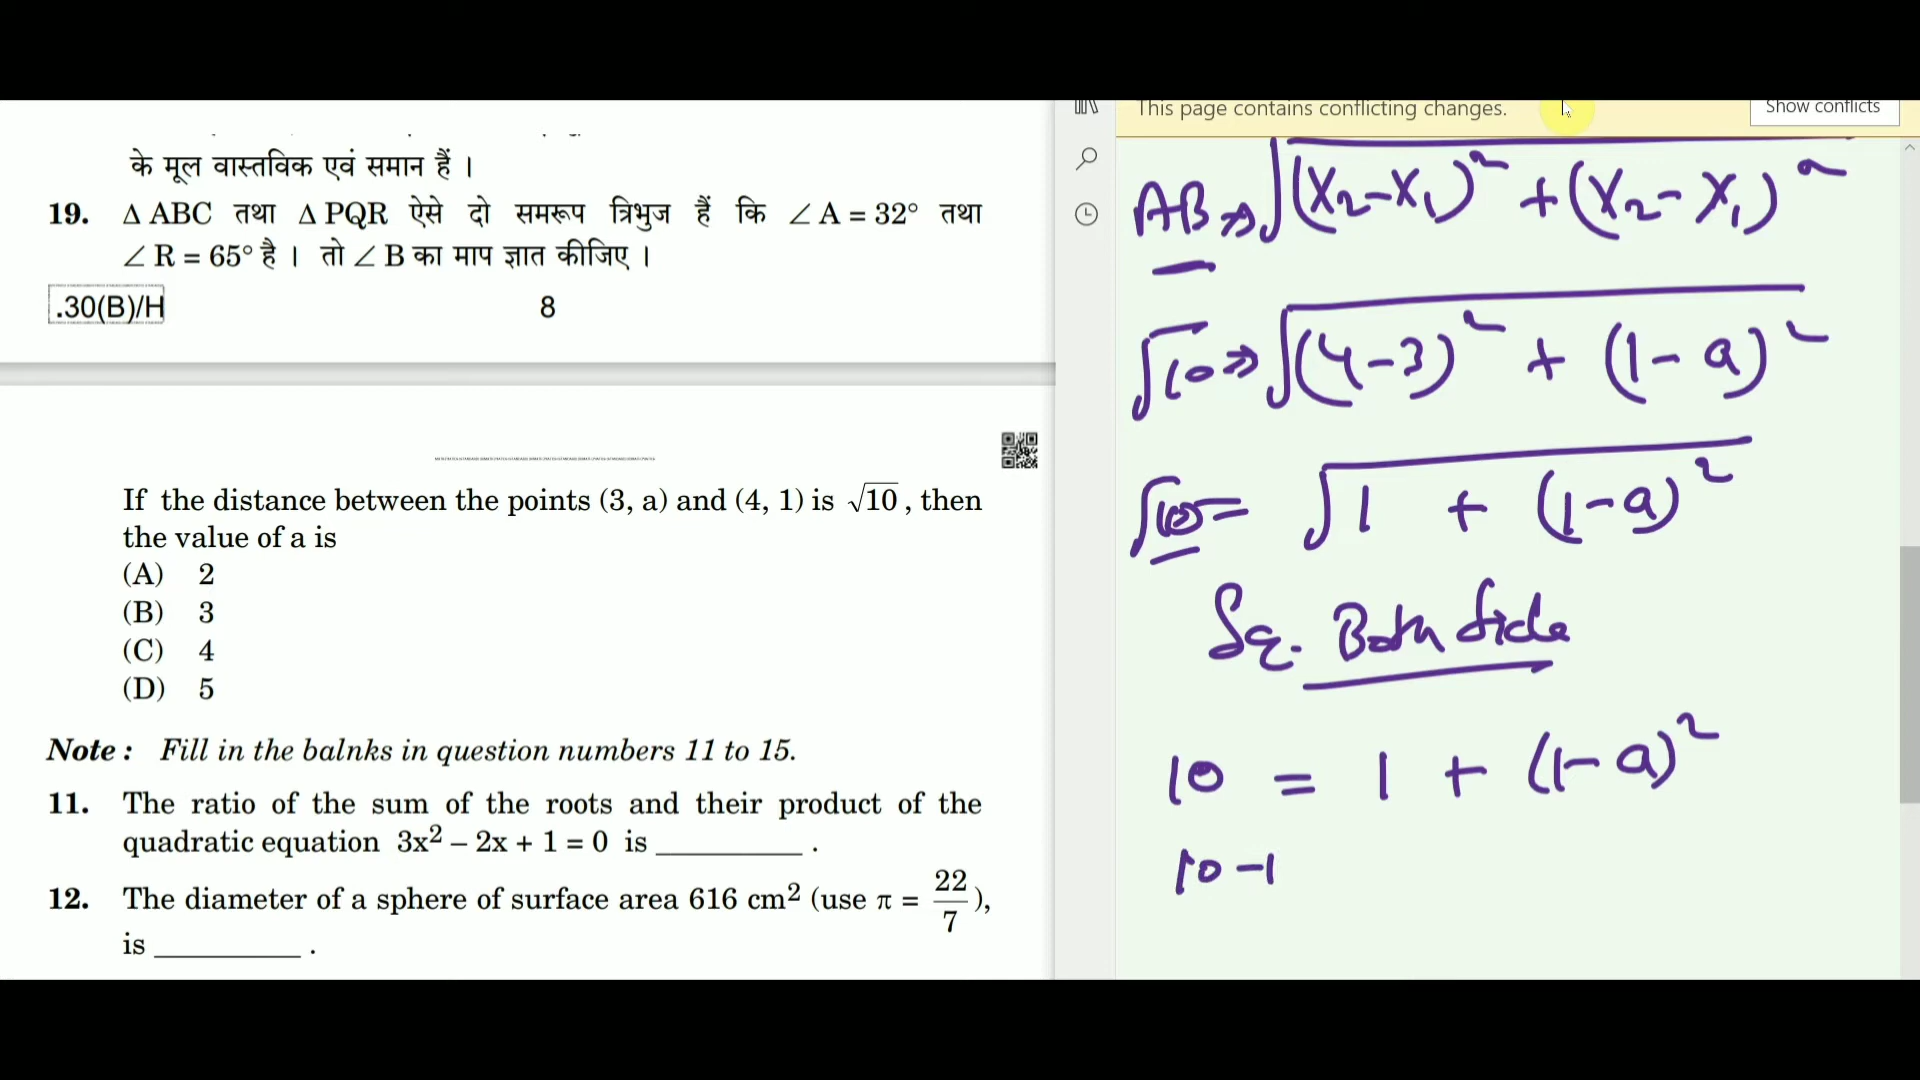 के मूल वास्तविक एवं समान हैं ।
19. Δ ABC तथा Δ PQR ऐसे दो समरूप त्रिभुज हैं कि ∠ A = 32° तथा
∠ R = 65° है । तो ∠ B का माप ज्ञात कीजिए ।
.30(B)/H
8
If the distance between the points (3, a) and (4, 1) is √10, then
the value of a is
(A) 2
(B) 3
(C) 4
(D) 5
Note : Fill in the balnks in question numbers 11 to 15.
11. The ratio of the sum of the roots and their product of the
quadratic equation 3x² – 2x + 1 = 0 is __________ .
12. The diameter of a sphere of surface area 616 cm² (use π = 22/7),
is __________ .
This page contains conflicting changes.
Show conflicts
AB ⇒ √(x₂-x₁)² + (x₂-x₁)²
√10 ⇒ √(4-3)² + (1-a)²
√10 = √1 + (1-a)²
Sq. Both Side
10 = 1 + (1-a)²
10 -1